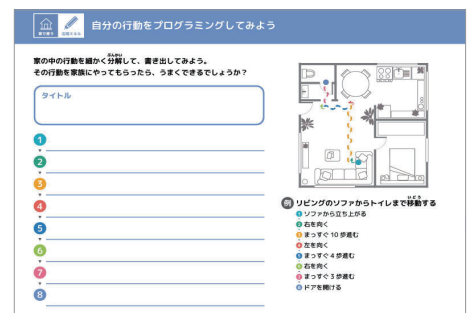 自分の行動をプログラミングしてみよう
家の中の行動を細かく分解して、書き出してみよう。
ぶんかい
その行動を家族にやってもらったら、うまくできるでしょうか？
タイトル
1
2
3
4
5
6
7
8
例 リビングのソファからトイレまで移動する
いどう
1 ソファから立ち上がる
2 右を向く
3 まっすぐ 10 歩進む
4 左を向く
5 まっすぐ 4 歩進む
6 右を向く
7 まっすぐ 3 歩進む
8 ドアを開ける